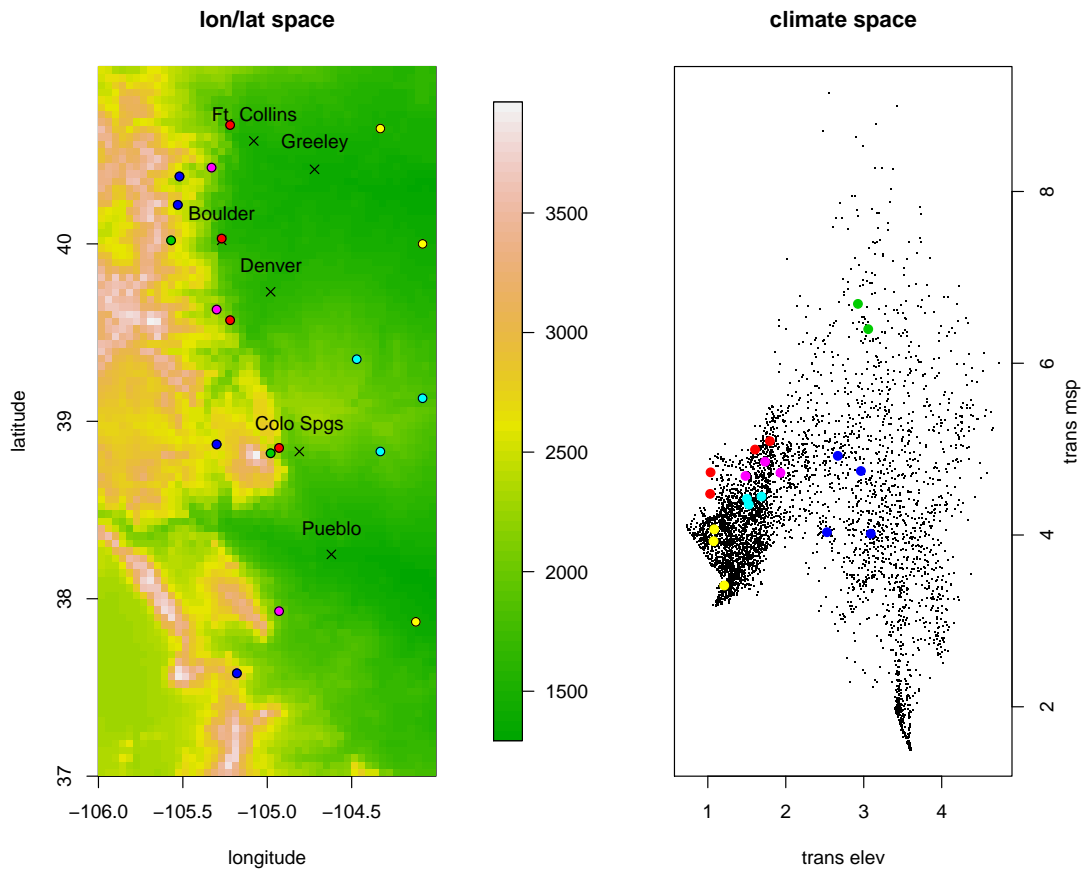 lon/lat space
climate space
Ft. Collins
Greeley
Boulder
Denver
Colo Spgs
Pueblo
latitude
37
38
39
40
−106.0
−105.5
−105.0
−104.5
longitude
3500
3000
2500
2000
1500
8
6
4
2
trans msp
1
2
3
4
trans elev